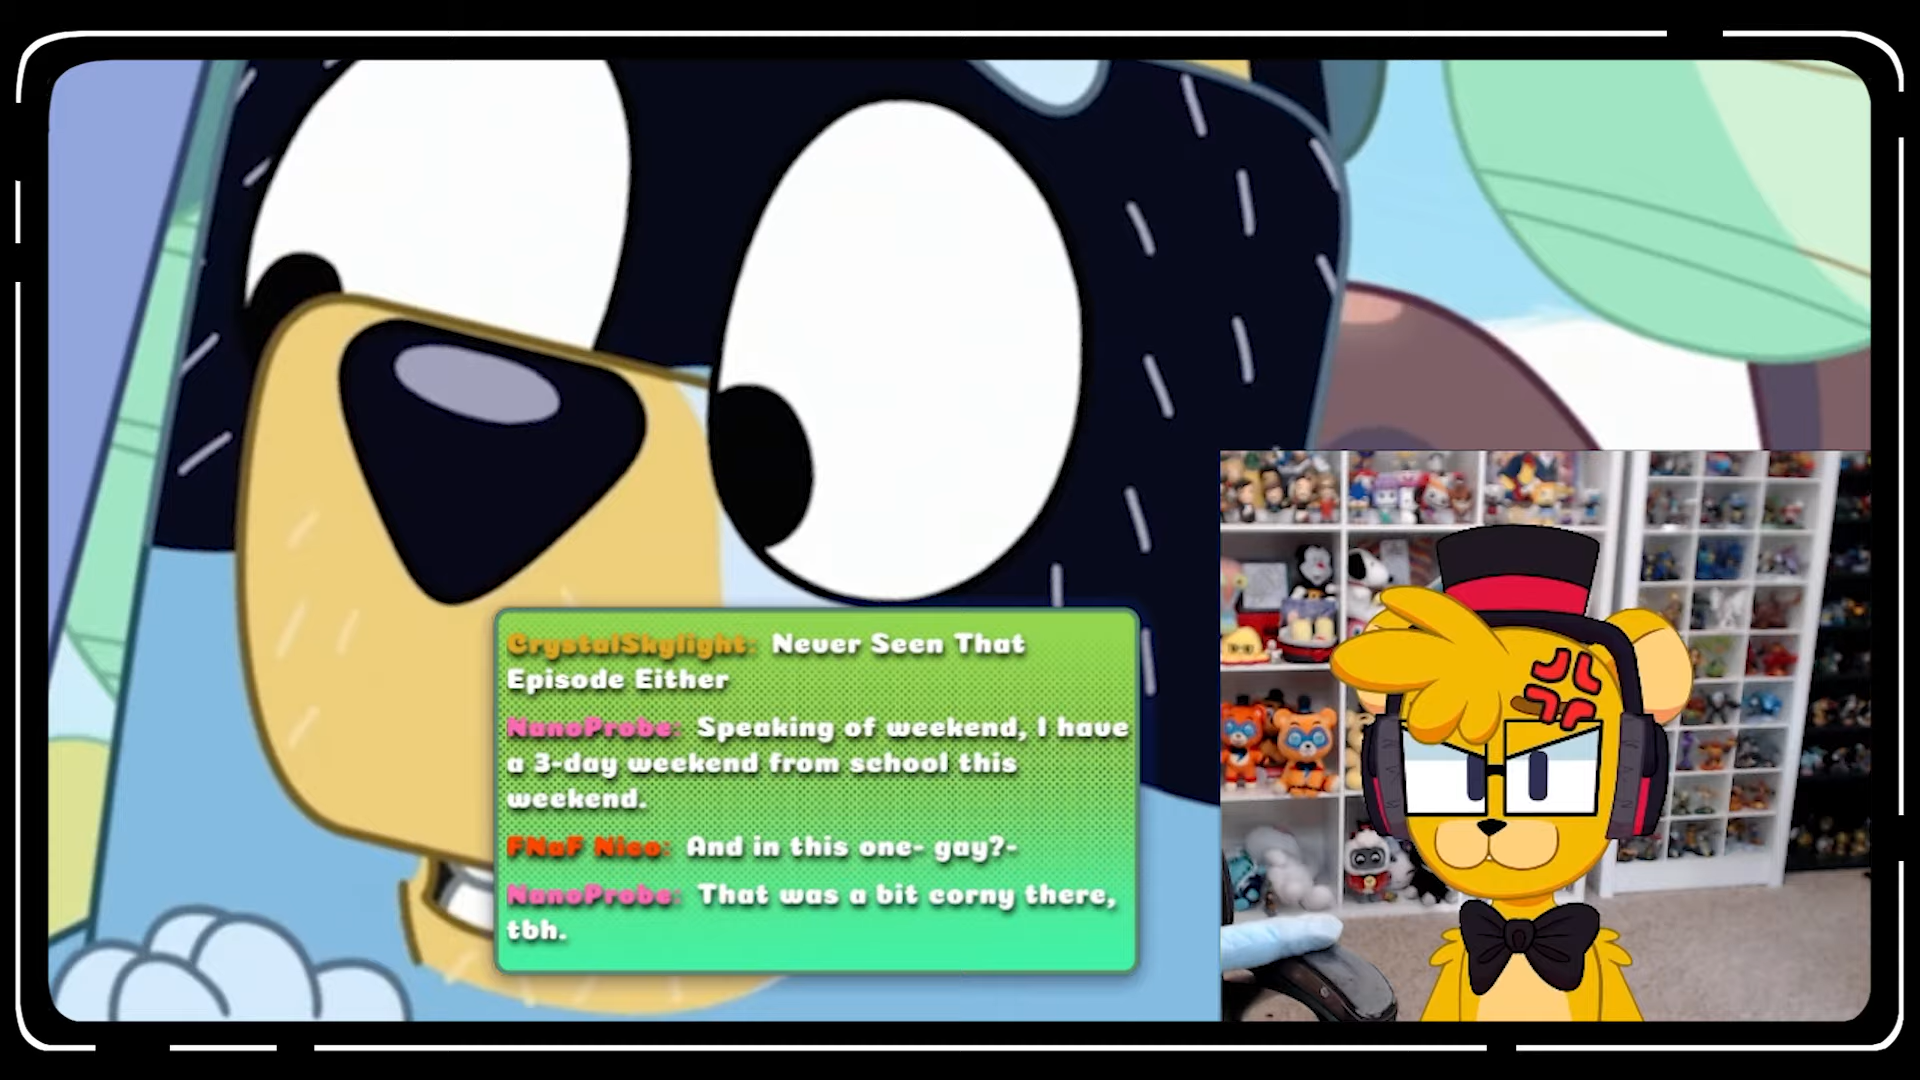 CrystalSkylight: Never Seen That
Episode Either
NanoProbe: Speaking of weekend, I have
a 3-day weekend from school this
weekend.
FNaF Nico: And in this one- gay?-
NanoProbe: That was a bit corny there,
tbh.